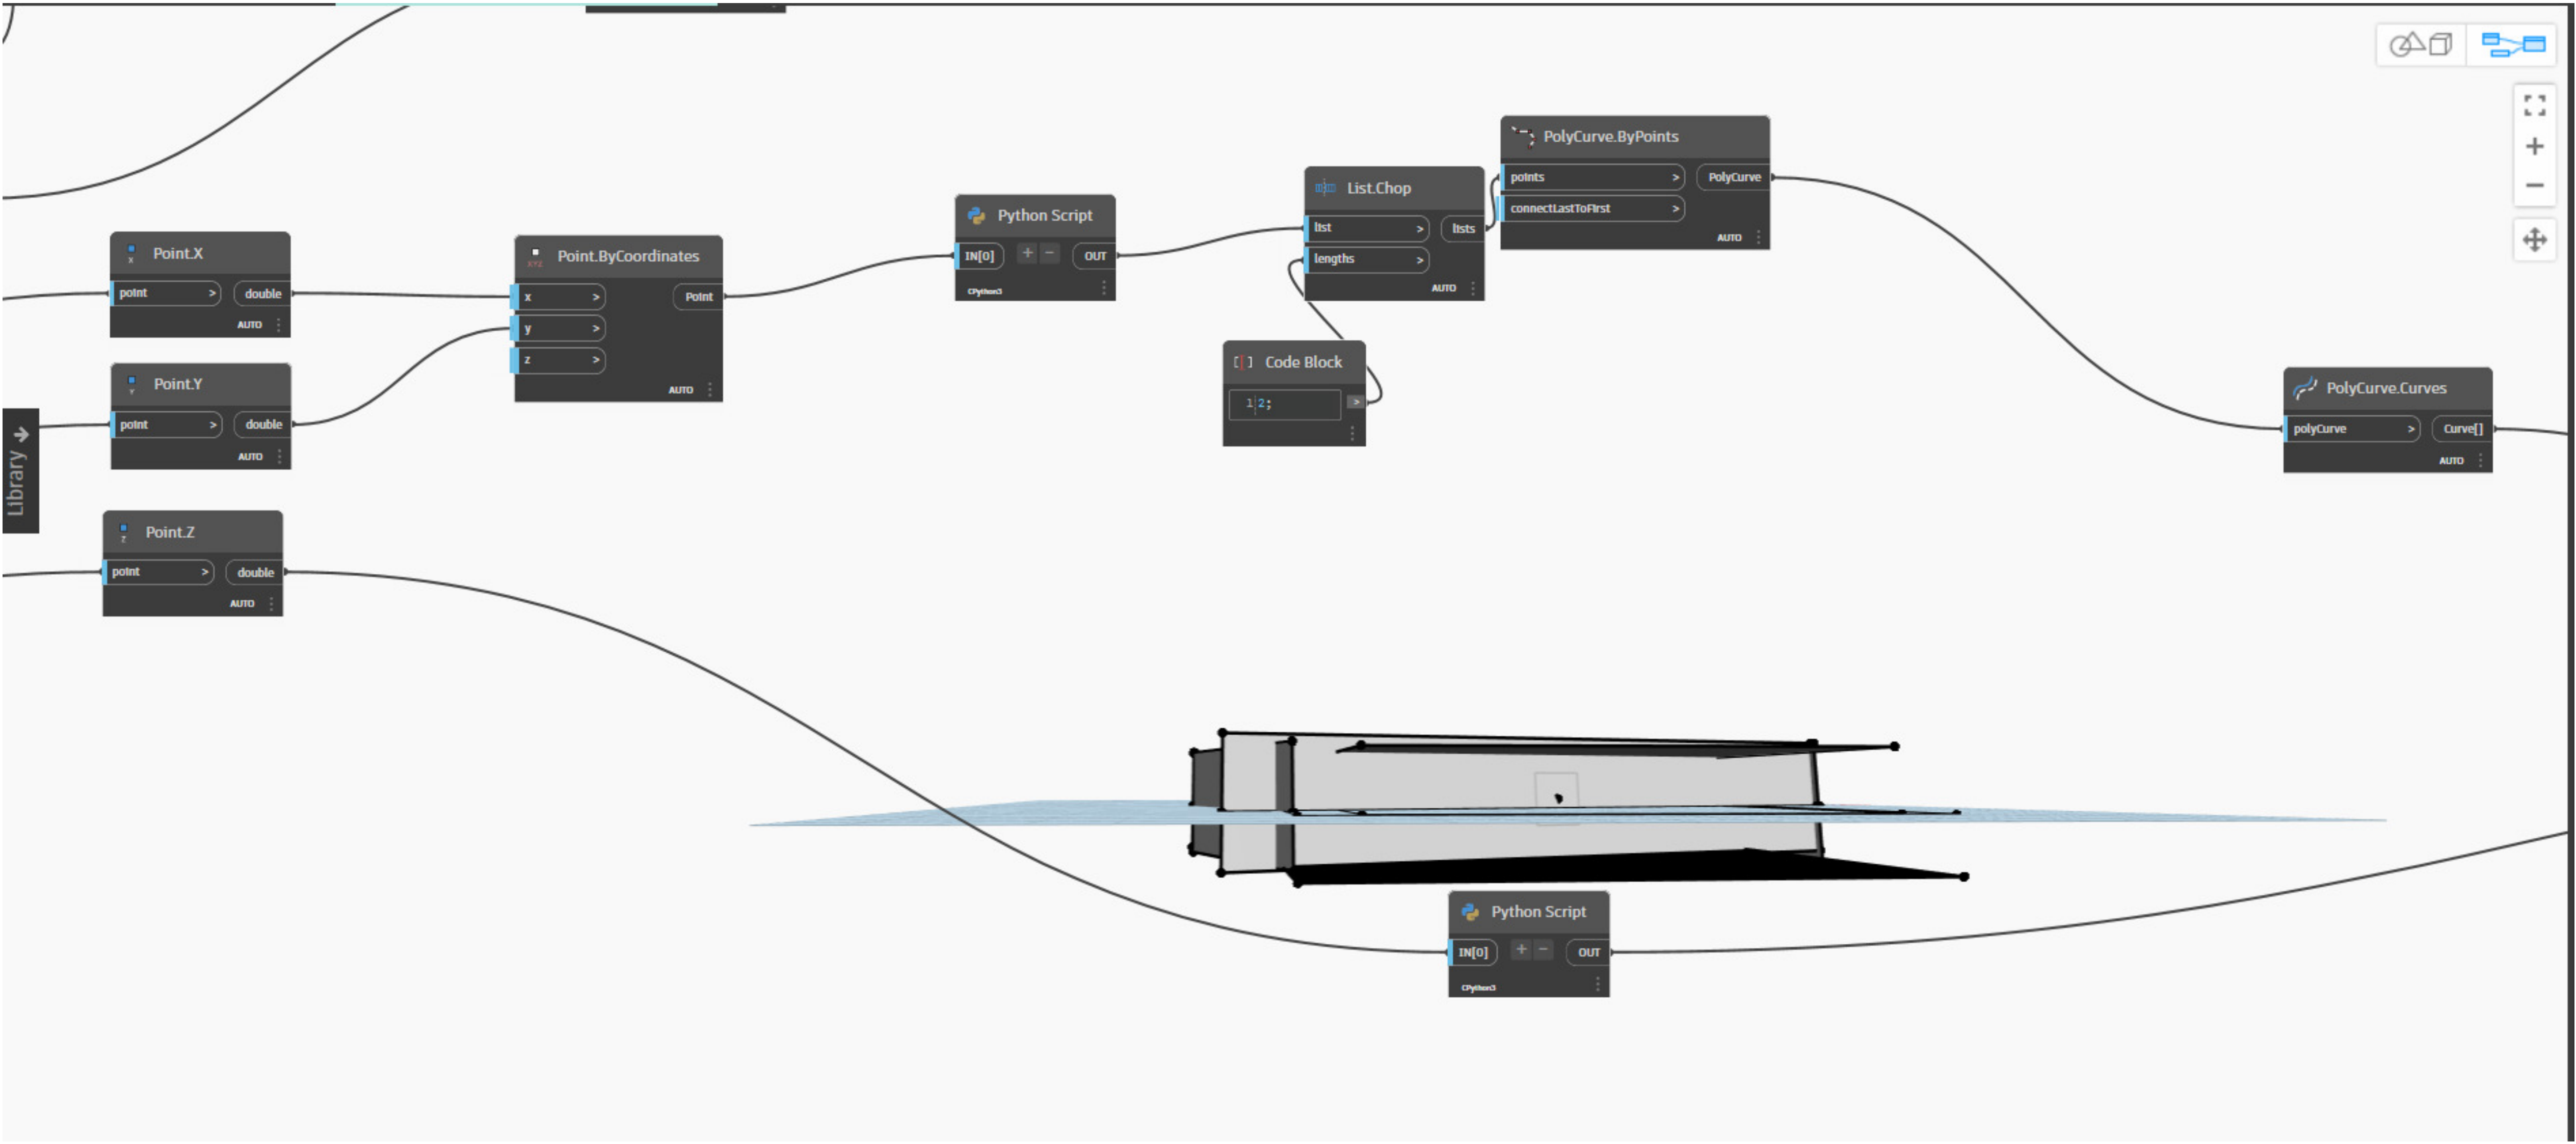 PolyCurve.ByPoints
points > PolyCurve
connectLastToFirst >
AUTO
List.Chop
list > lists
lengths >
AUTO
Python Script
IN[0] + - OUT
CPython3
Point.X
point > double
AUTO
Point.ByCoordinates
x > Point
y >
z >
AUTO
Code Block
1 2;
>
Point.Y
point > double
AUTO
PolyCurve.Curves
polyCurve > Curve[]
AUTO
Library
Point.Z
point > double
AUTO
Python Script
IN[0] + - OUT
CPython3